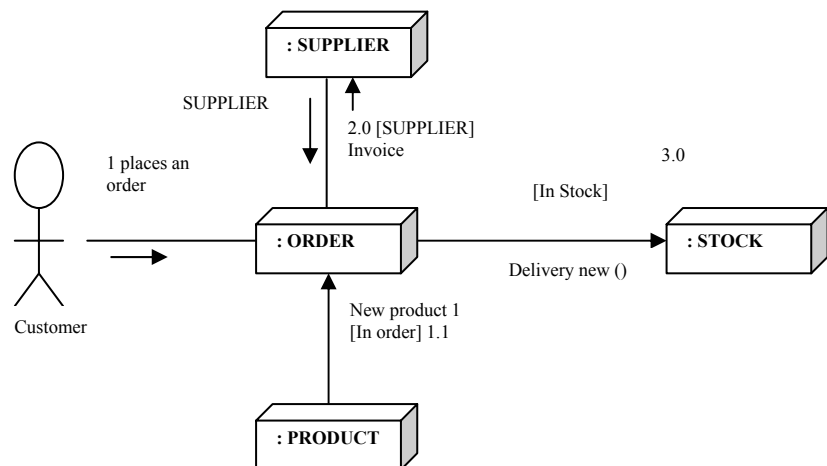 : SUPPLIER
SUPPLIER
2.0 [SUPPLIER]
Invoice
1 places an
order
3.0
[In Stock]
: ORDER
: STOCK
Delivery new ()
Customer
New product 1
[In order] 1.1
: PRODUCT